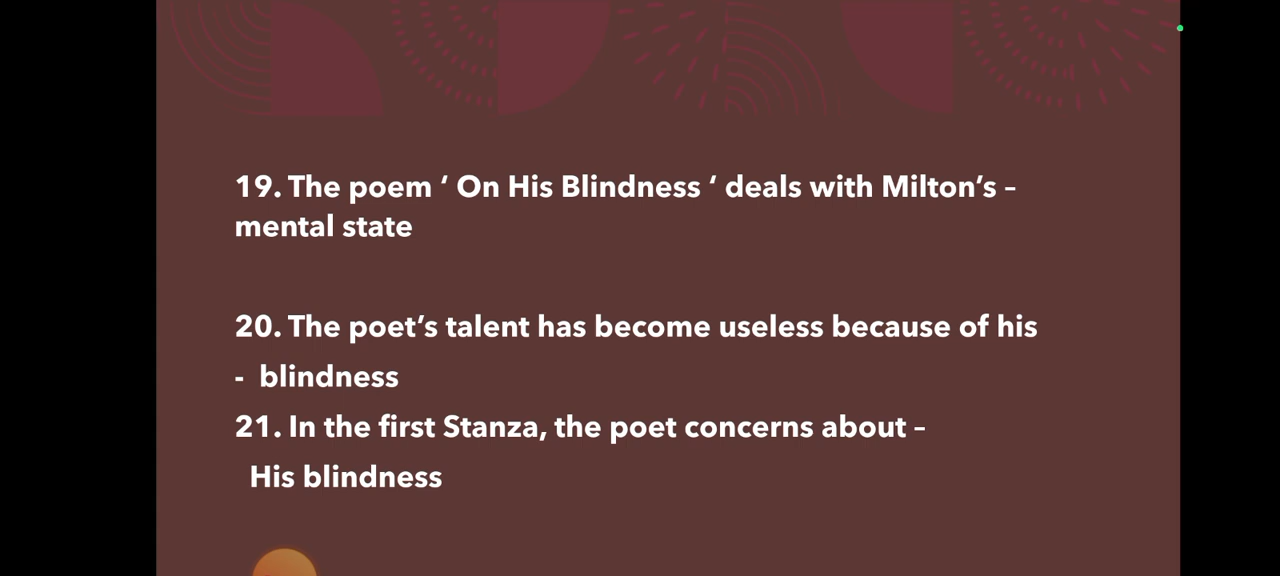 19. The poem ‘ On His Blindness ‘ deals with Milton’s –
mental state
20. The poet’s talent has become useless because of his
- blindness
21. In the first Stanza, the poet concerns about –
His blindness